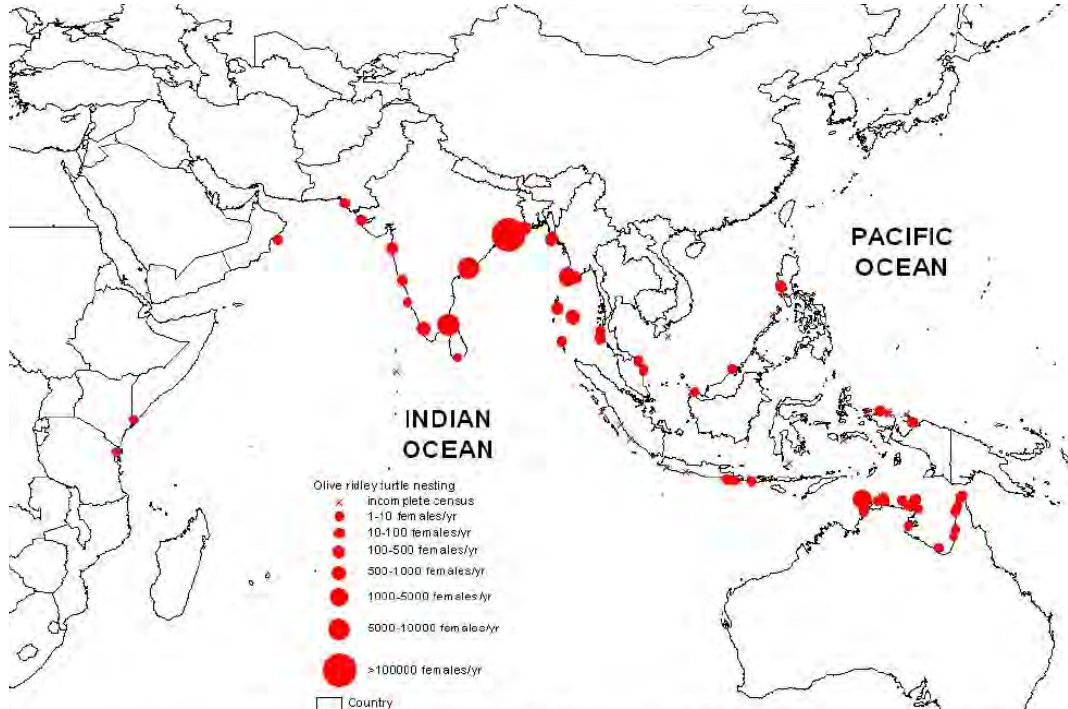 PACIFIC
OCEAN
INDIAN
OCEAN
Olive ridley turtle nesting
incomplete census
1-10 females/yr
10-100 females/yr
100-500 females/yr
500-1000 females/yr
1000-5000 females/yr
5000-10000 females/yr
>100000 females/yr
Country